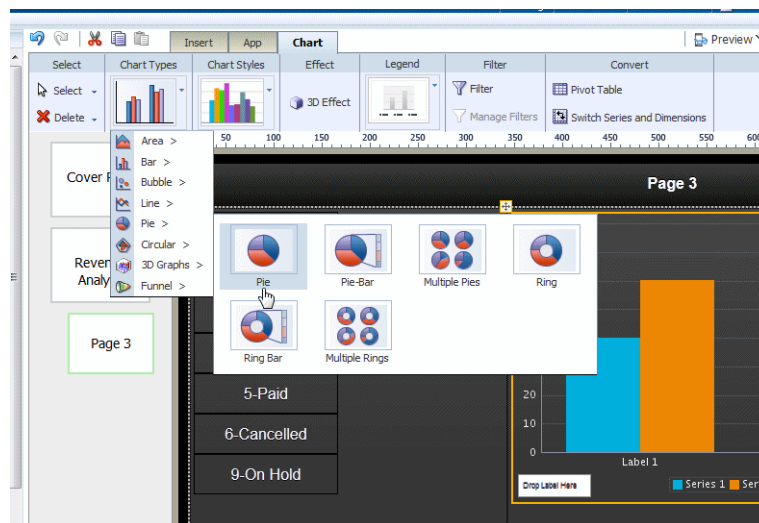 Insert App Chart Preview
Select Chart Types Chart Styles Effect Legend Filter Convert
Select
Delete
3D Effect
Filter
Manage Filters
Pivot Table
Switch Series and Dimensions
50 100 150 200 250 300 350 400 450 500 550
Area >
Bar >
Bubble >
Line >
Pie >
Circular >
3D Graphs >
Funnel >
Cover
Page 3
Page 3
Pie Pie-Bar Multiple Pies Ring
Ring Bar Multiple Rings
5-Paid
6-Cancelled
9-On Hold
20
10
0
Label 1
Drop Label Here
Series 1 Ser